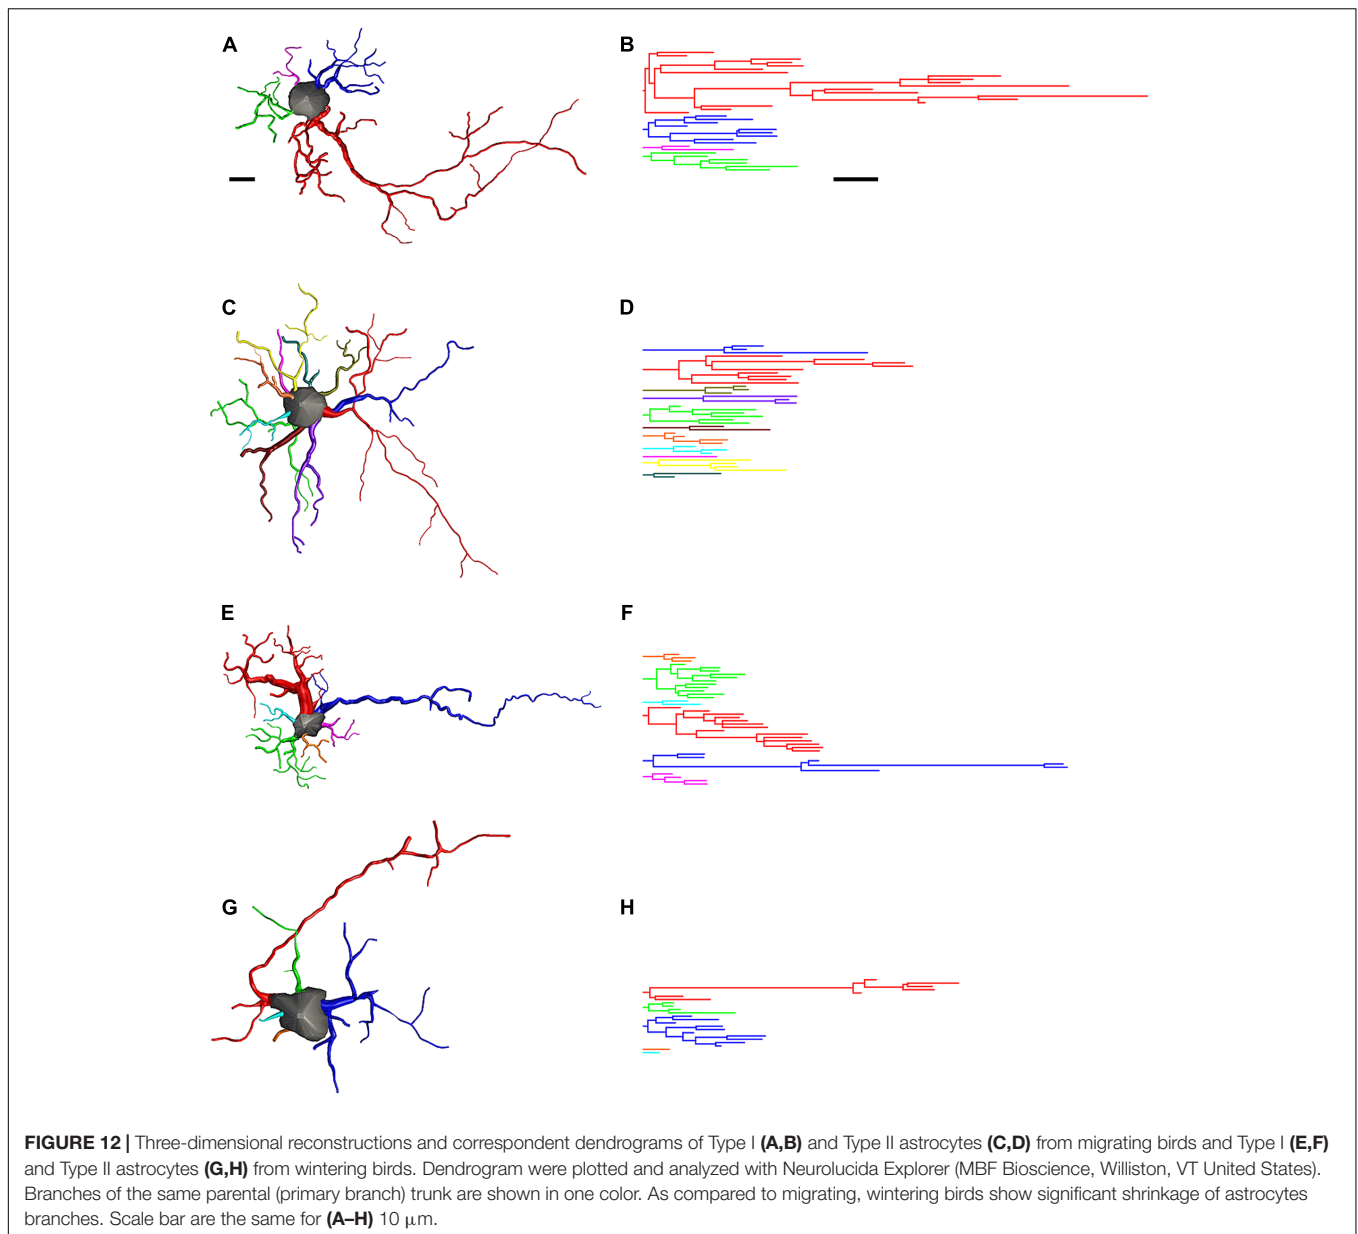 A
B
C
D
E
F
G
H
FIGURE 12 | Three-dimensional reconstructions and correspondent dendrograms of Type I (A,B) and Type II astrocytes (C,D) from migrating birds and Type I (E,F)
and Type II astrocytes (G,H) from wintering birds. Dendrogram were plotted and analyzed with Neurolucida Explorer (MBF Bioscience, Williston, VT United States).
Branches of the same parental (primary branch) trunk are shown in one color. As compared to migrating, wintering birds show significant shrinkage of astrocytes
branches. Scale bar are the same for (A–H) 10 μm.